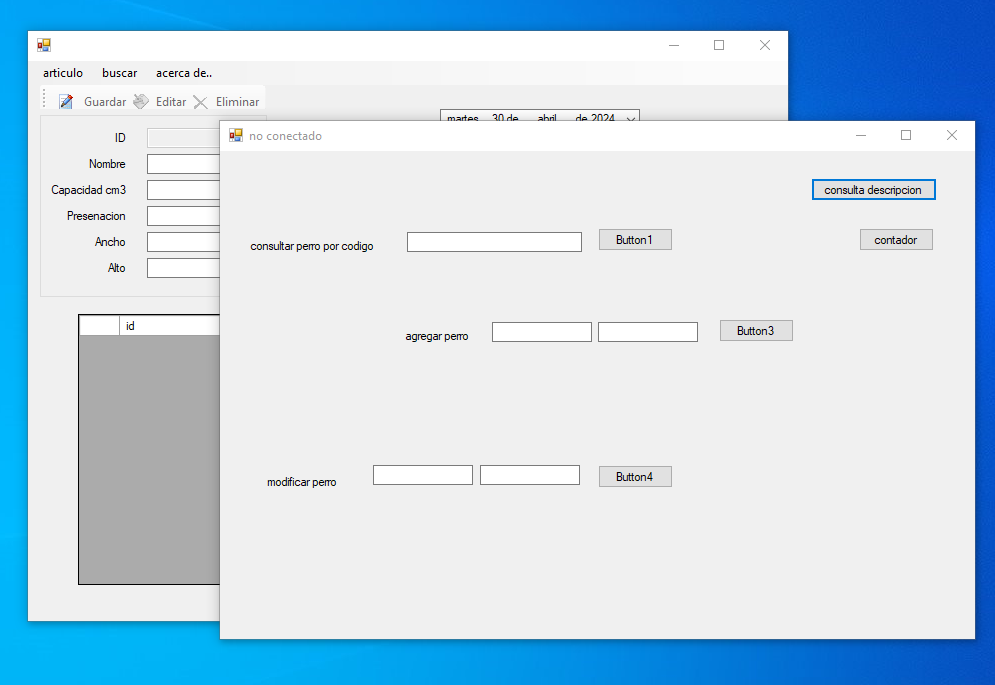 articulo buscar acerca de..
Guardar Editar Eliminar
martes 30 de abril de 2024
ID
Nombre
Capacidad cm3
Presenacion
Ancho
Alto
id
no conectado
consulta descripcion
consultar perro por codigo Button1 contador
agregar perro Button3
modificar perro Button4